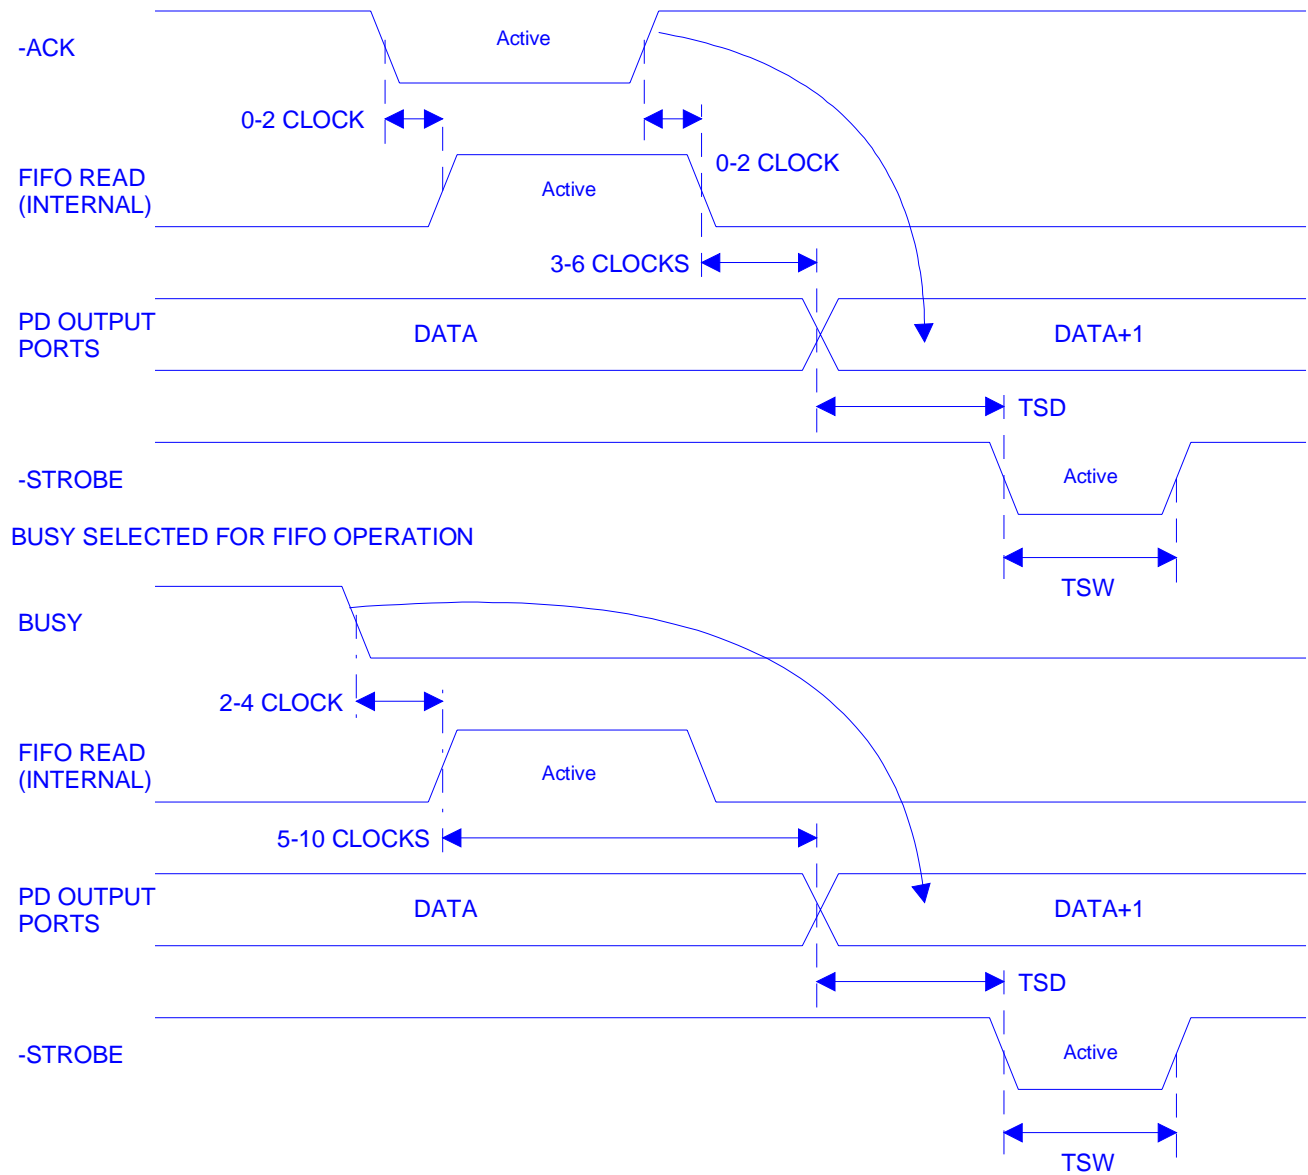 -ACK
Active
0-2 CLOCK
0-2 CLOCK
FIFO READ
(INTERNAL)
Active
3-6 CLOCKS
PD OUTPUT
PORTS
DATA
DATA+1
TSD
-STROBE
Active
TSW
BUSY SELECTED FOR FIFO OPERATION
BUSY
2-4 CLOCK
FIFO READ
(INTERNAL)
Active
5-10 CLOCKS
PD OUTPUT
PORTS
DATA
DATA+1
TSD
-STROBE
Active
TSW